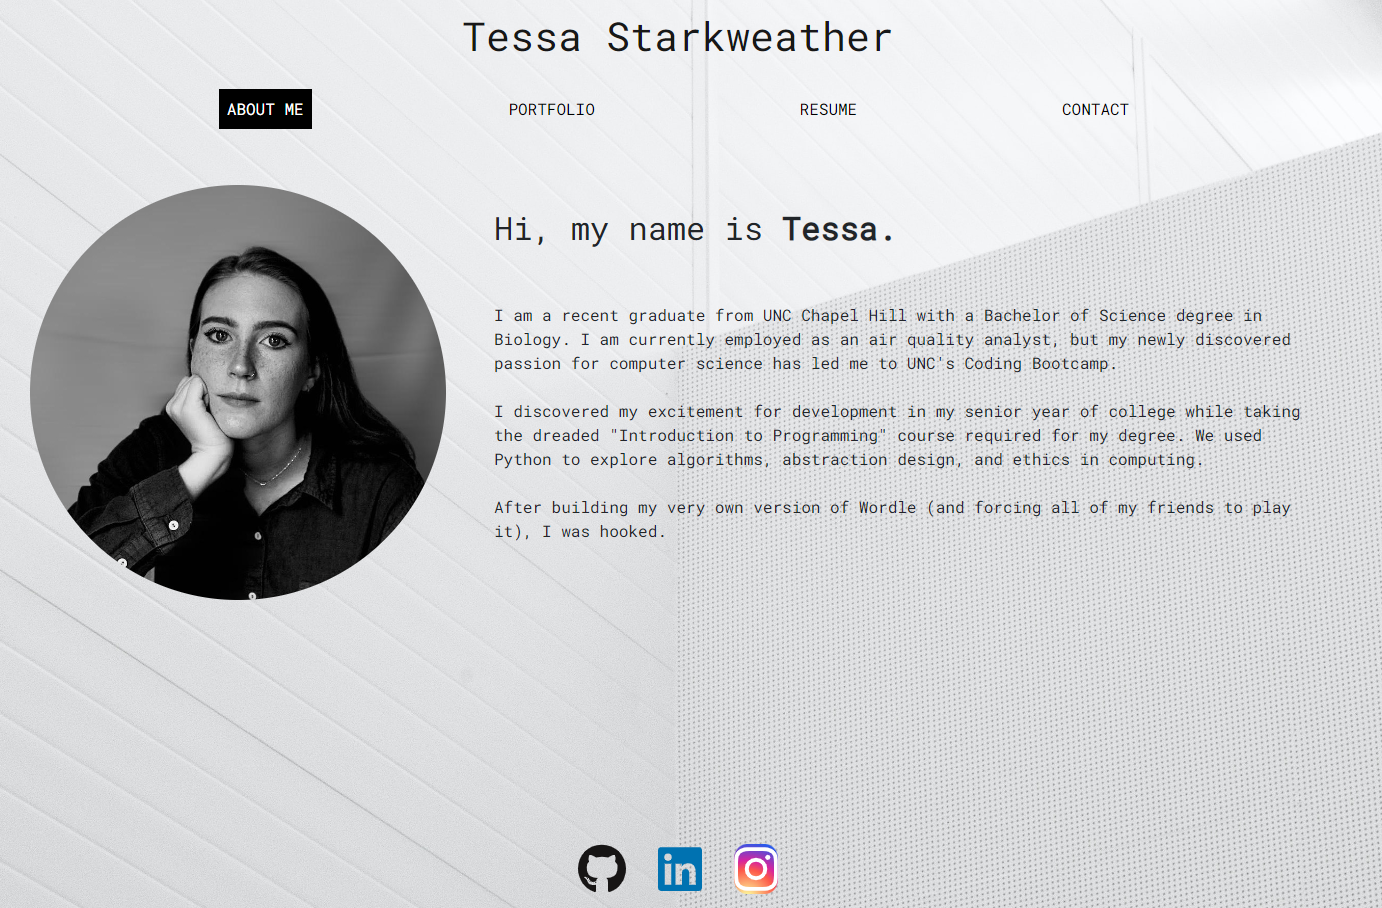 Tessa Starkweather
ABOUT ME
PORTFOLIO
RESUME
CONTACT
Hi, my name is Tessa.
I am a recent graduate from UNC Chapel Hill with a Bachelor of Science degree in
Biology. I am currently employed as an air quality analyst, but my newly discovered
passion for computer science has led me to UNC's Coding Bootcamp.
I discovered my excitement for development in my senior year of college while taking
the dreaded "Introduction to Programming" course required for my degree. We used
Python to explore algorithms, abstraction design, and ethics in computing.
After building my very own version of Wordle (and forcing all of my friends to play
it), I was hooked.
in